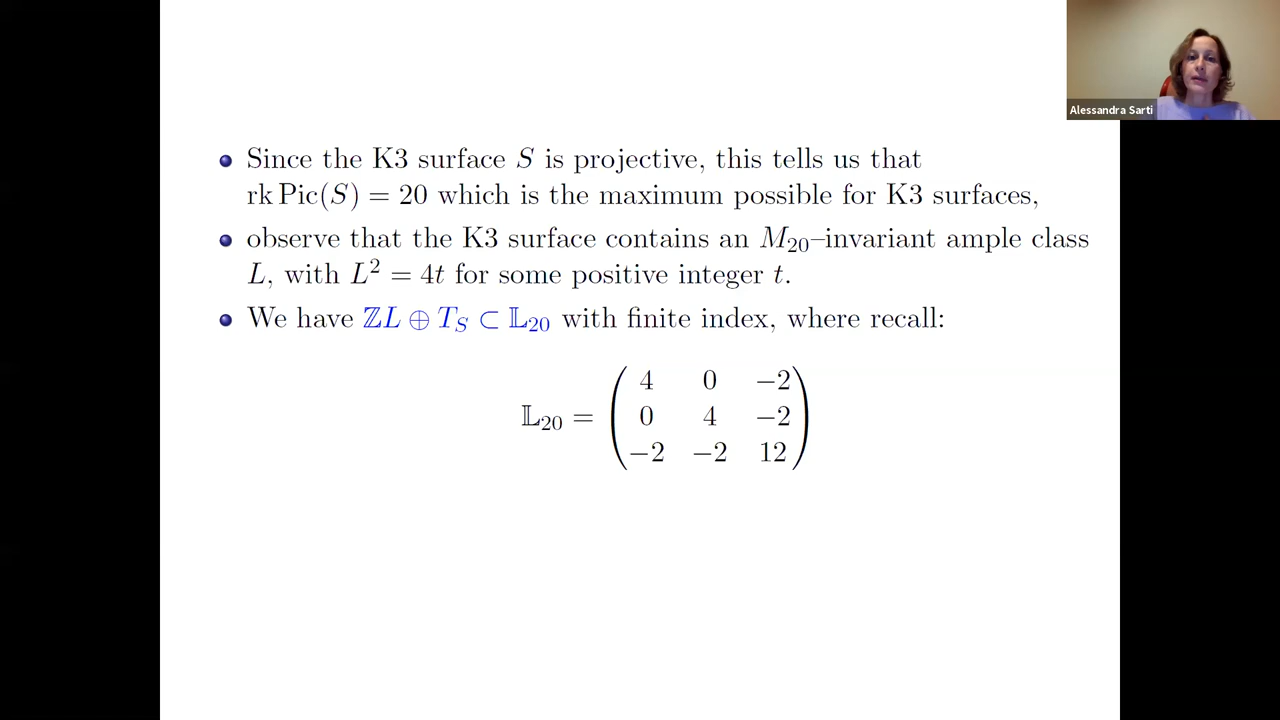 Alessandra Sarti
Since the K3 surface S is projective, this tells us that
rk Pic(S) = 20 which is the maximum possible for K3 surfaces,
observe that the K3 surface contains an M₂₀–invariant ample class
L, with L² = 4t for some positive integer t.
We have ℤL ⊕ T_S ⊂ 𝕃₂₀ with finite index, where recall:
4 0 −2
𝕃₂₀ = 0 4 −2
−2 −2 12